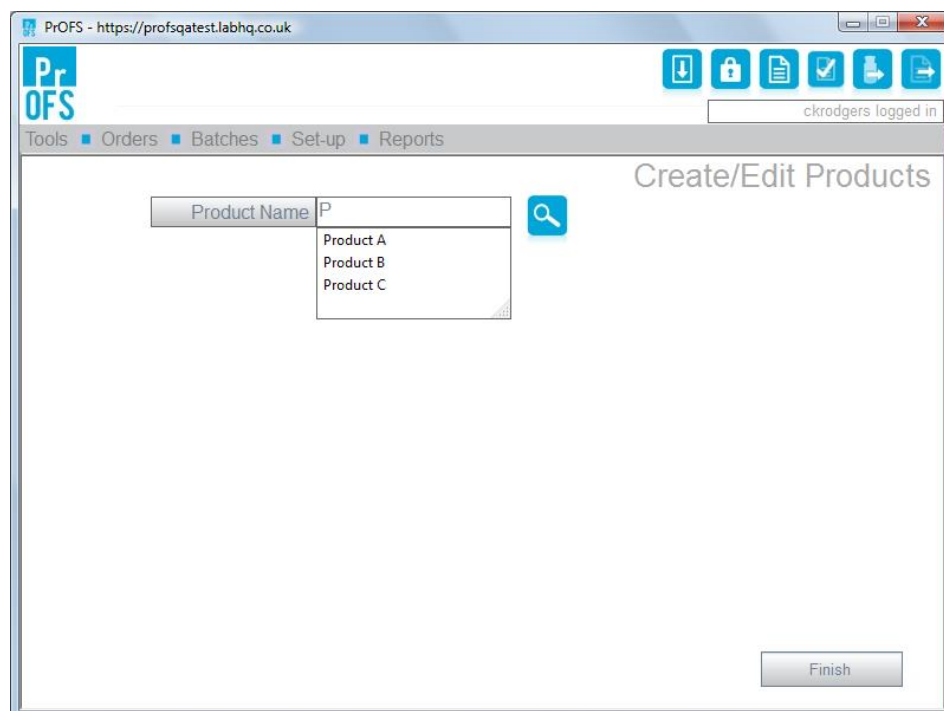 PrOFS - https://profsqatest.labhq.co.uk
Pr
OFS
ckrodgers logged in
Tools ■ Orders ■ Batches ■ Set-up ■ Reports
Create/Edit Products
Product Name P
Product A
Product B
Product C
Finish